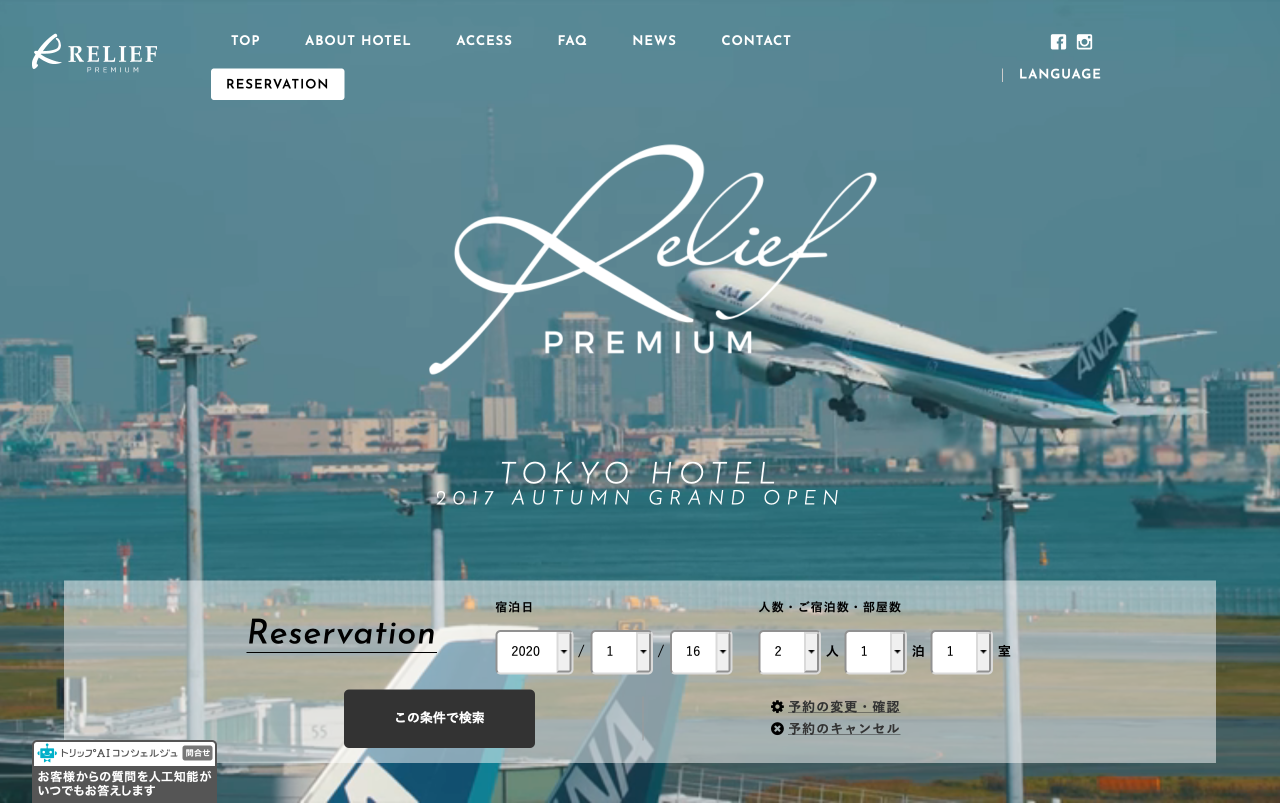 RELIEF
PREMIUM
TOP
ABOUT HOTEL
ACCESS
FAQ
NEWS
CONTACT
RESERVATION
LANGUAGE
Relief
PREMIUM
ANA
ANA
TOKYO HOTEL
2017 AUTUMN GRAND OPEN
Reservation
宿泊日
2020 / 1 / 16
人数・ご宿泊数・部屋数
2 人 1 泊 1 室
この条件で検索
予約の変更・確認
予約のキャンセル
55
ANA
トリップAIコンシェルジュ 問合せ
お客様からの質問を人工知能が
いつでもお答えします